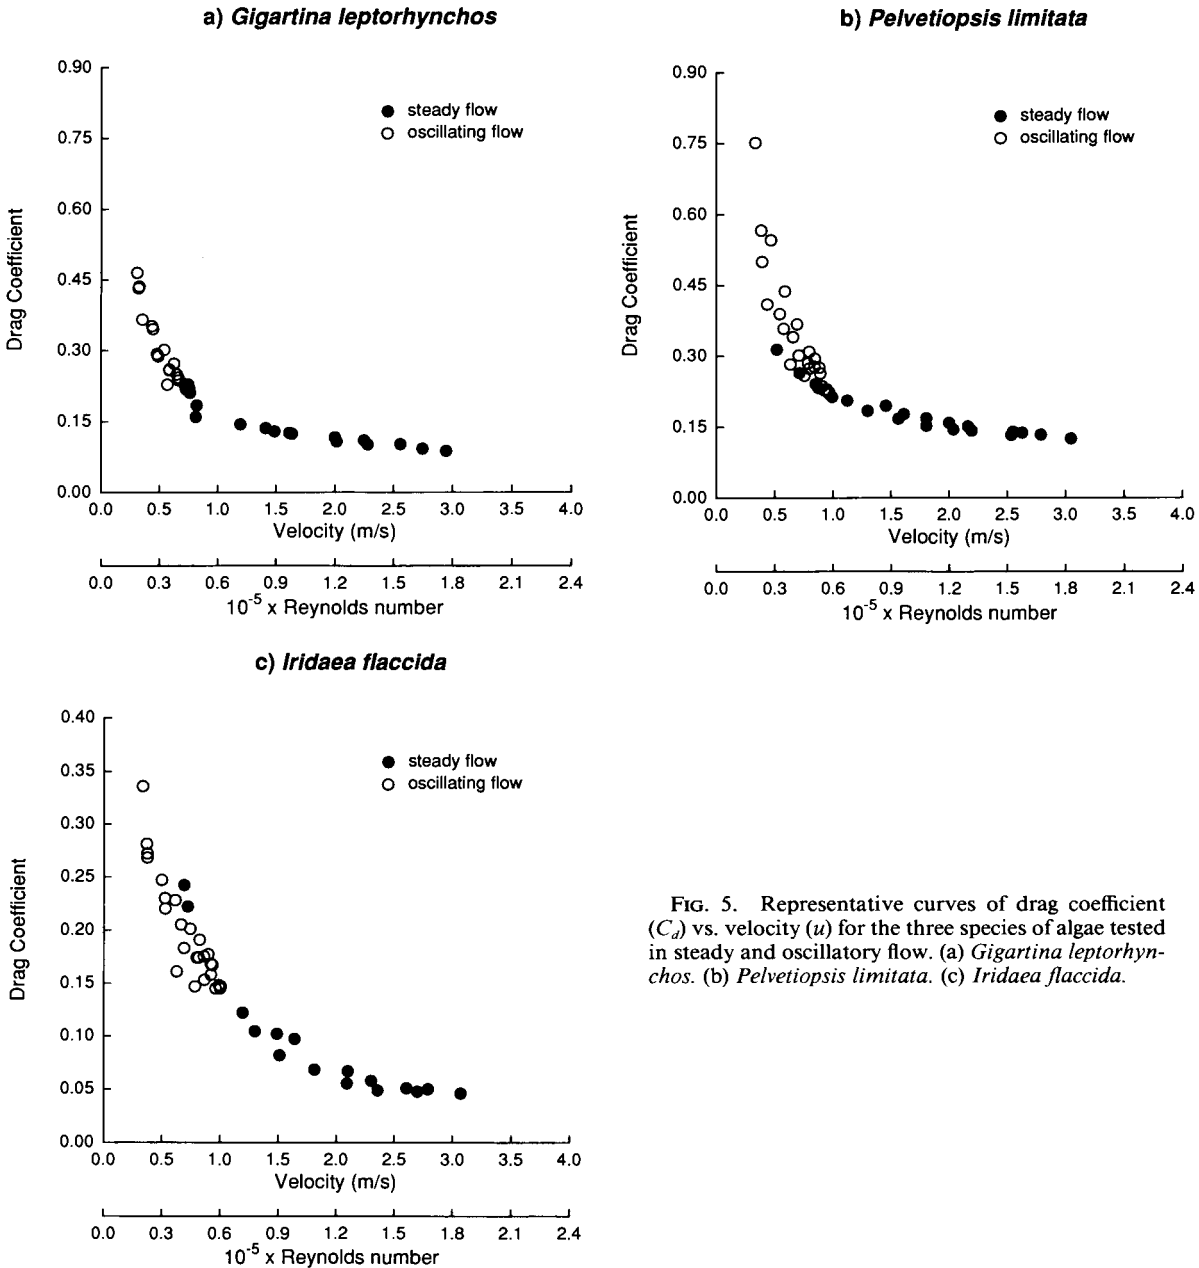 a) Gigartina leptorhynchos
0.90
0.75
0.60
0.45
0.30
0.15
0.00
Drag Coefficient
steady flow
oscillating flow
0.0 0.5 1.0 1.5 2.0 2.5 3.0 3.5 4.0
Velocity (m/s)
0.0 0.3 0.6 0.9 1.2 1.5 1.8 2.1 2.4
10-5 x Reynolds number
b) Pelvetiopsis limitata
0.90
0.75
0.60
0.45
0.30
0.15
0.00
Drag Coefficient
steady flow
oscillating flow
0.0 0.5 1.0 1.5 2.0 2.5 3.0 3.5 4.0
Velocity (m/s)
0.0 0.3 0.6 0.9 1.2 1.5 1.8 2.1 2.4
10-5 x Reynolds number
c) Iridaea flaccida
0.40
0.35
0.30
0.25
0.20
0.15
0.10
0.05
0.00
Drag Coefficient
steady flow
oscillating flow
0.0 0.5 1.0 1.5 2.0 2.5 3.0 3.5 4.0
Velocity (m/s)
0.0 0.3 0.6 0.9 1.2 1.5 1.8 2.1 2.4
10-5 x Reynolds number
FIG. 5. Representative curves of drag coefficient
(Cd) vs. velocity (u) for the three species of algae tested
in steady and oscillatory flow. (a) Gigartina leptorhyn-
chos. (b) Pelvetiopsis limitata. (c) Iridaea flaccida.